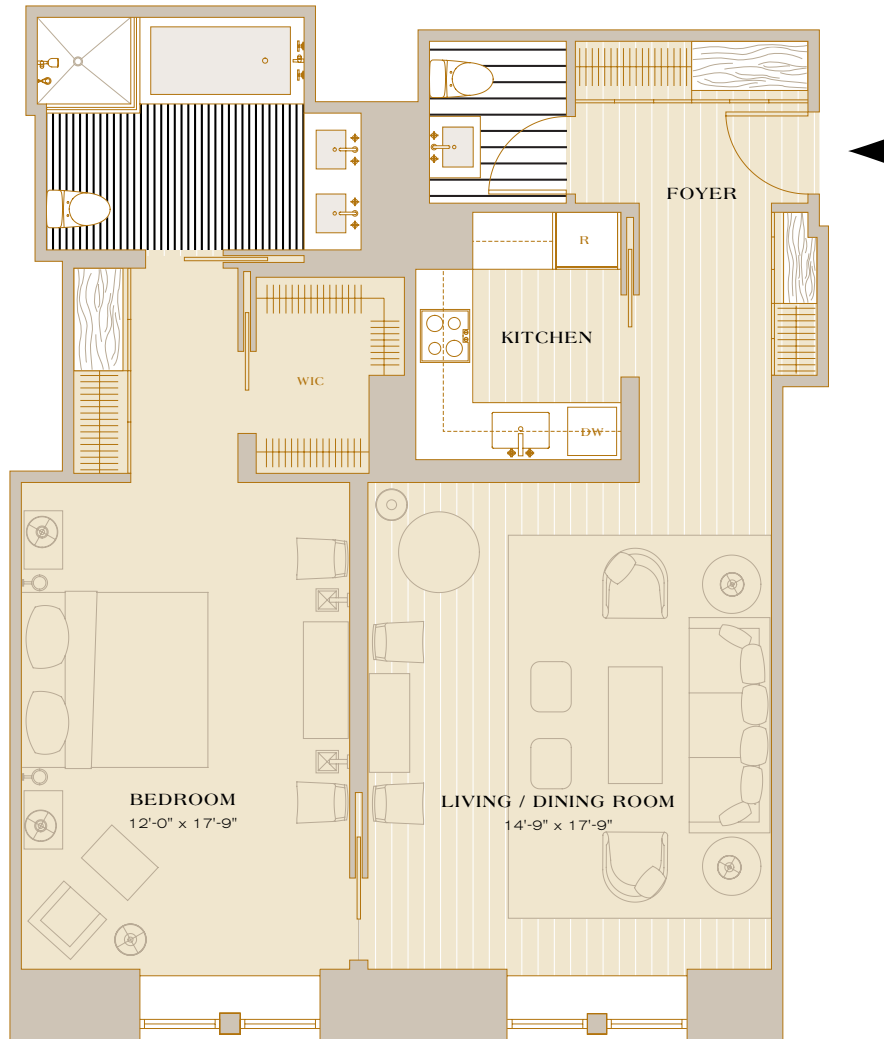 FOYER
R
KITCHEN
WIC
DW
BEDROOM
12'-0" x 17'-9"
LIVING / DINING ROOM
14'-9" x 17'-9"